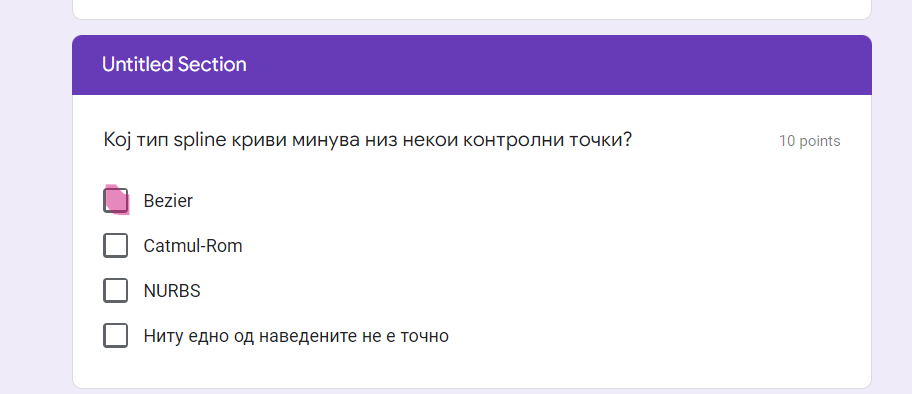 Untitled Section
Кој тип spline криви минува низ некои контролни точки?
10 points
Bezier
Catmul-Rom
NURBS
Ниту едно од наведените не е точно